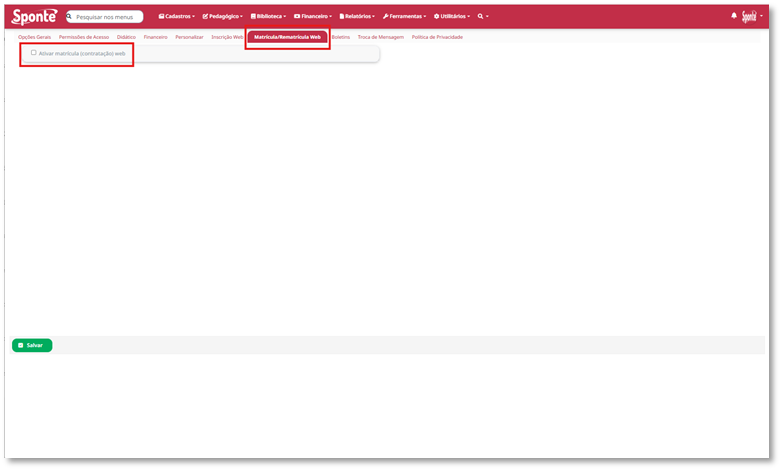 Sponte Pesquisar nos menus Cadastros Pedagógico Biblioteca Financeiro Relatórios Ferramentas Utilitários Sponte
Opções Gerais Permissões de Acesso Didático Financeiro Personalizar Inscrição Web Matrícula/Rematrícula Web Boletins Troca de Mensagem Política de Privacidade
Ativar matrícula (contratação) web
Salvar